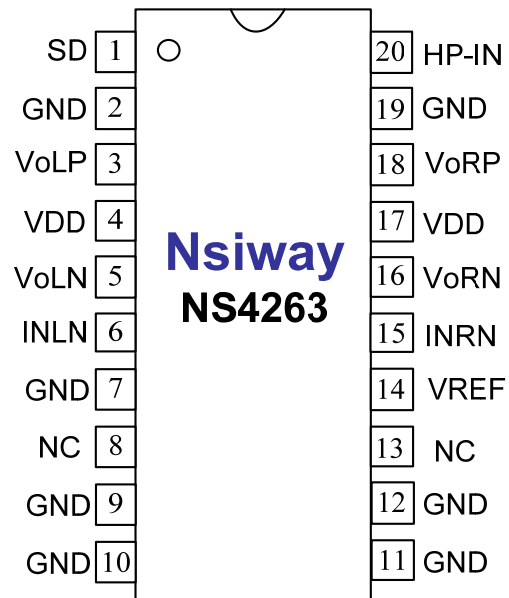 SD 1 20 HP-IN
GND 2 19 GND
VoLP 3 18 VoRP
VDD 4 17 VDD
Nsiway
VoLN 5 16 VoRN
NS4263
INLN 6 15 INRN
GND 7 14 VREF
NC 8 13 NC
GND 9 12 GND
GND 10 11 GND